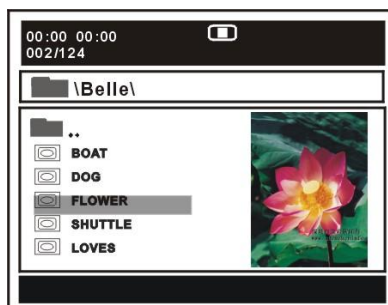 00:00 00:00
002/124
\Belle\
..
BOAT
DOG
FLOWER
SHUTTLE
LOVES